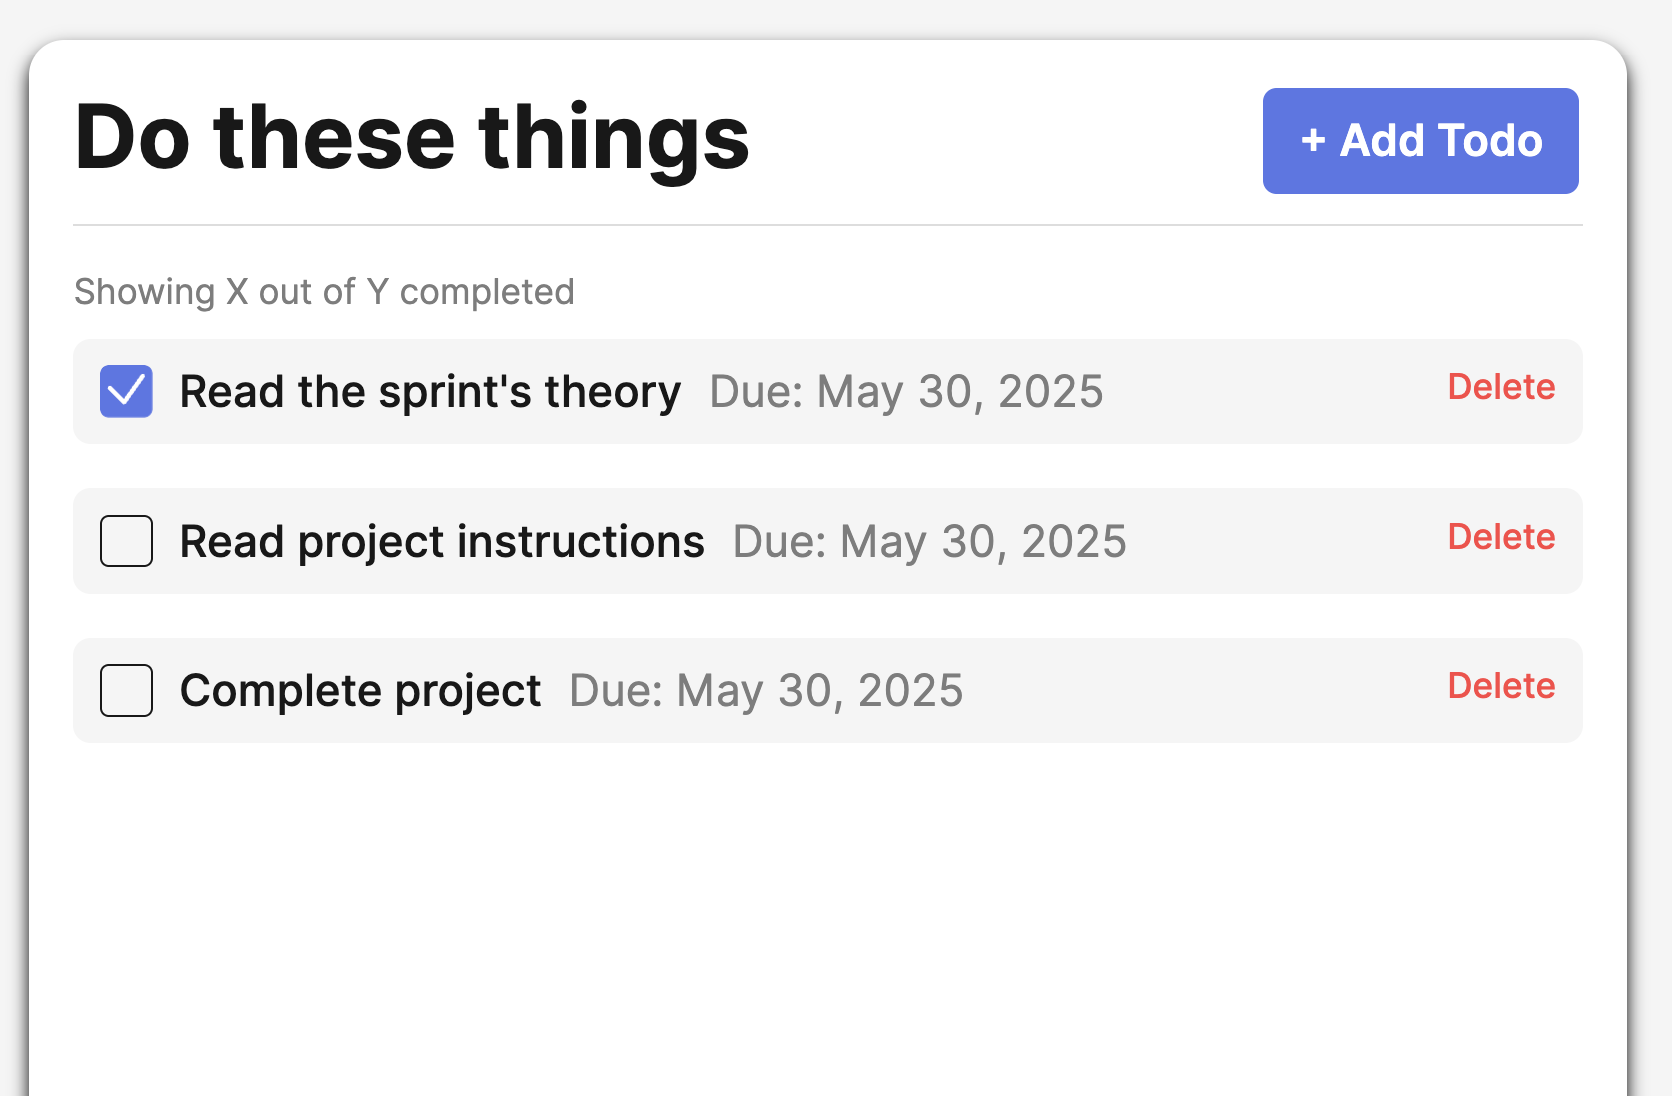 Do these things
+ Add Todo
Showing X out of Y completed
Read the sprint's theory Due: May 30, 2025 Delete
Read project instructions Due: May 30, 2025 Delete
Complete project Due: May 30, 2025 Delete